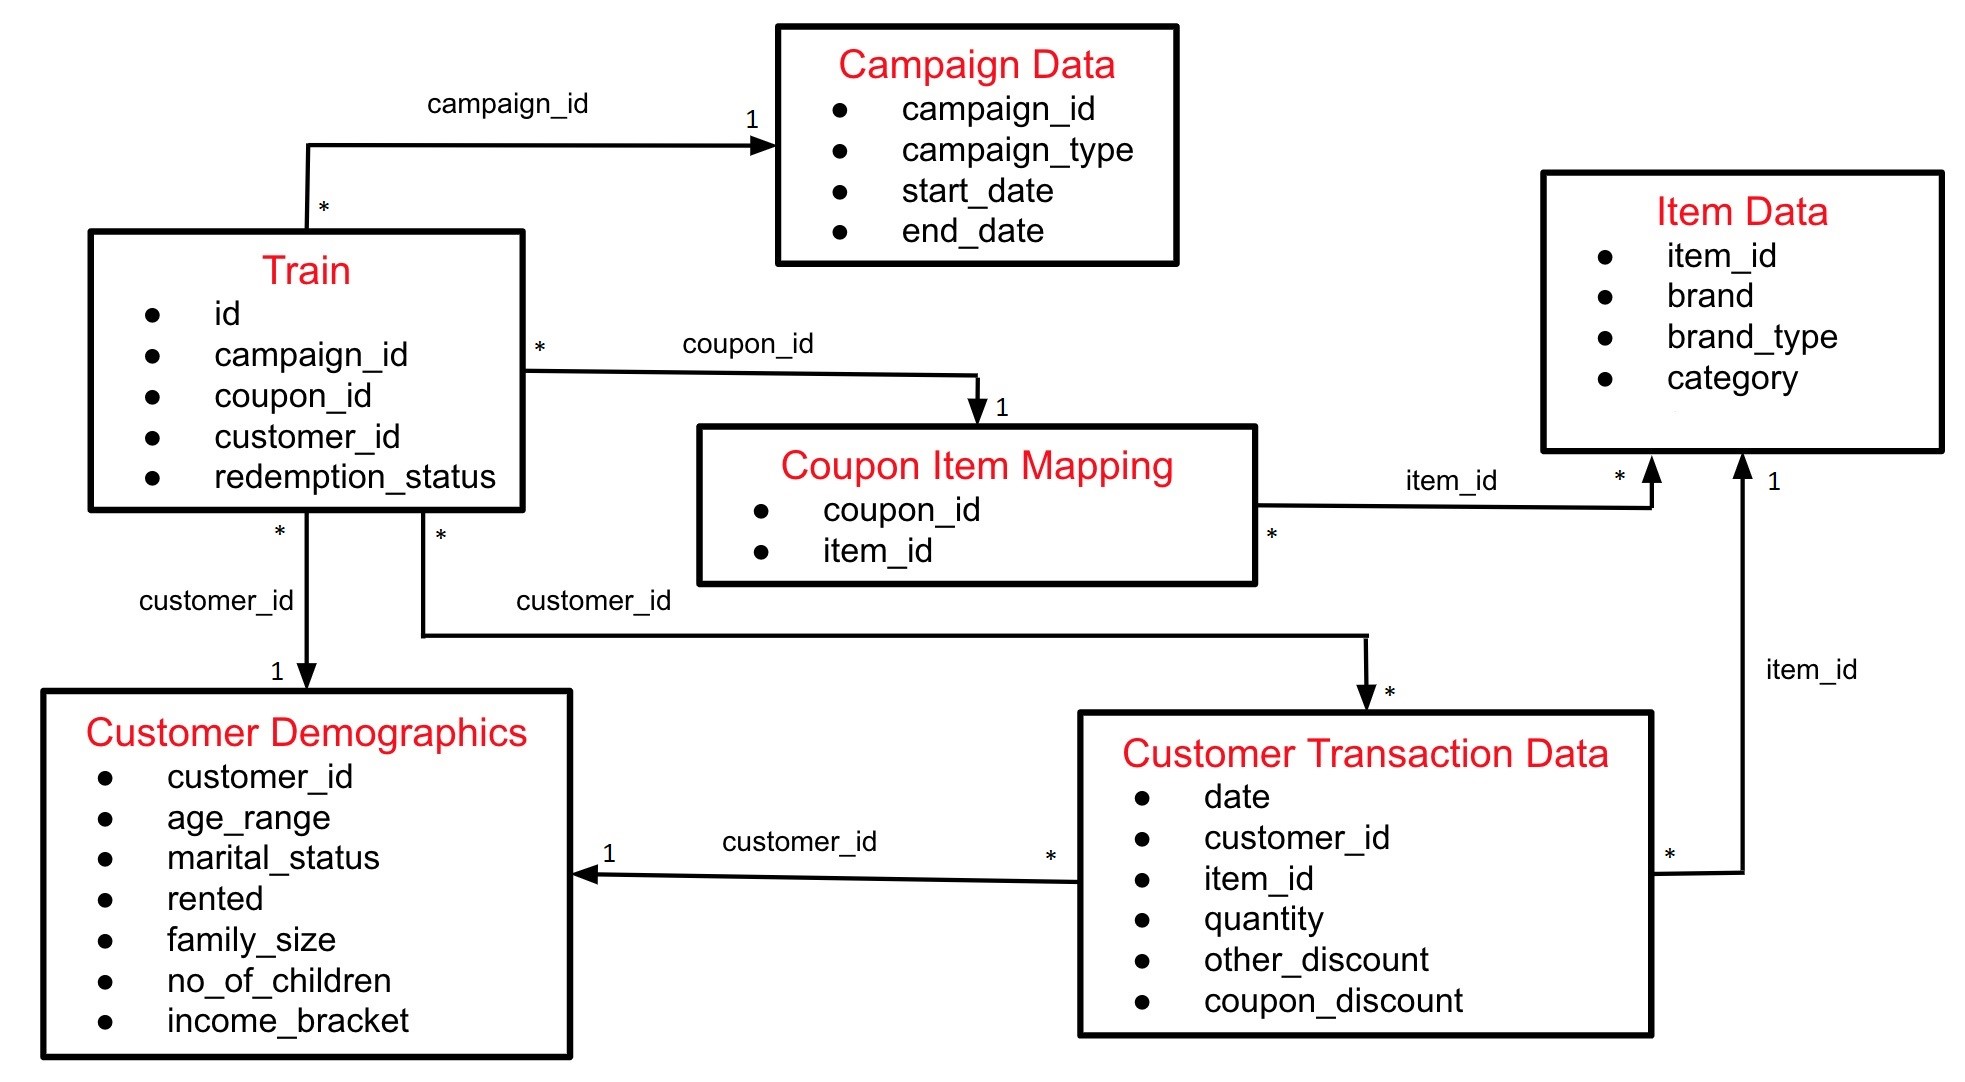 Campaign Data
● campaign_id
● campaign_type
● start_date
● end_date
campaign_id
1
*
Train
● id
● campaign_id
● coupon_id
● customer_id
● redemption_status
Item Data
● item_id
● brand
● brand_type
● category
*
coupon_id
1
Coupon Item Mapping
● coupon_id
● item_id
item_id
*
*
1
*
*
customer_id
customer_id
1
*
item_id
Customer Demographics
● customer_id
● age_range
● marital_status
● rented
● family_size
● no_of_children
● income_bracket
1
customer_id
*
Customer Transaction Data
● date
● customer_id
● item_id
● quantity
● other_discount
● coupon_discount
*